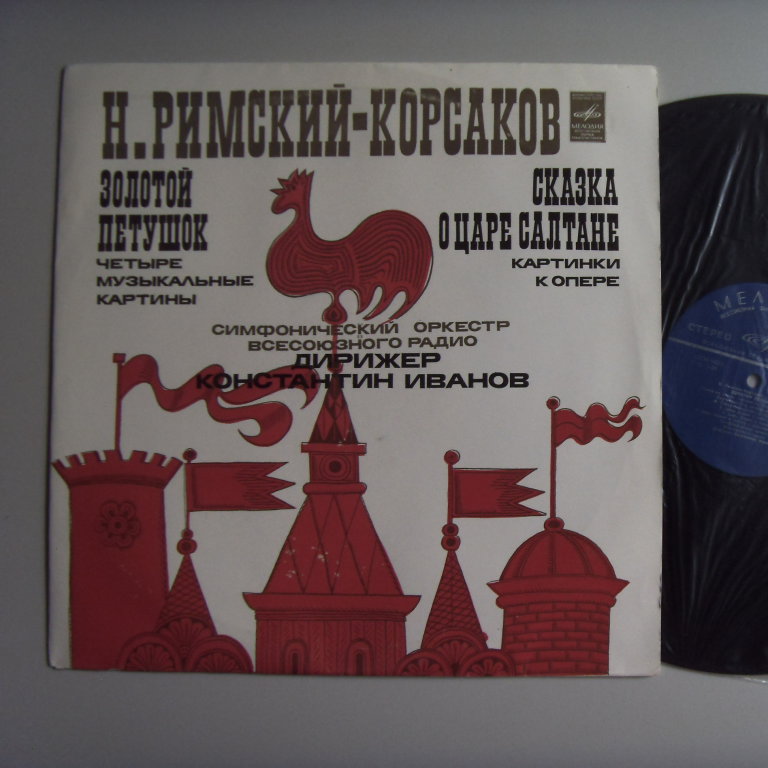 Н. РИМСКИЙ-КОРСАКОВ
МЕЛОДИЯ
ЗОЛОТОЙ
ПЕТУШОК
ЧЕТЫРЕ
МУЗЫКАЛЬНЫЕ
КАРТИНЫ
СКАЗКА
О ЦАРЕ САЛТАНЕ
КАРТИНКИ
К ОПЕРЕ
СИМФОНИЧЕСКИЙ ОРКЕСТР
ВСЕСОЮЗНОГО РАДИО
ДИРИЖЕР
КОНСТАНТИН ИВАНОВ
МЕЛ
СТЕРЕО